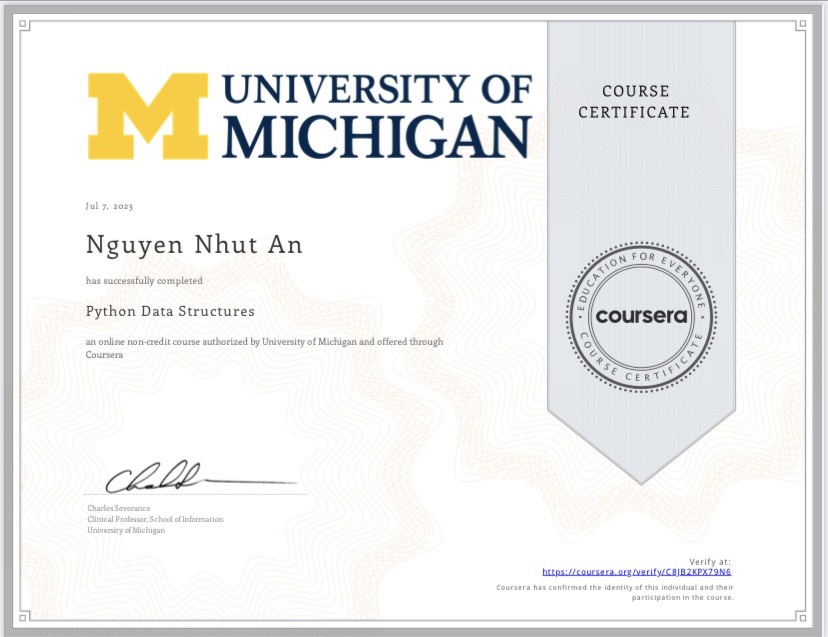 UNIVERSITY OF
MICHIGAN
COURSE
CERTIFICATE
Jul 7, 2023
Nguyen Nhut An
has successfully completed
Python Data Structures
an online non-credit course authorized by University of Michigan and offered through
Coursera
EDUCATION FOR EVERYONE
coursera
COURSE CERTIFICATE
Charles Severance
Clinical Professor, School of Information
University of Michigan
Verify at:
https://coursera.org/verify/C8JB2KPX79N6
Coursera has confirmed the identity of this individual and their
participation in the course.